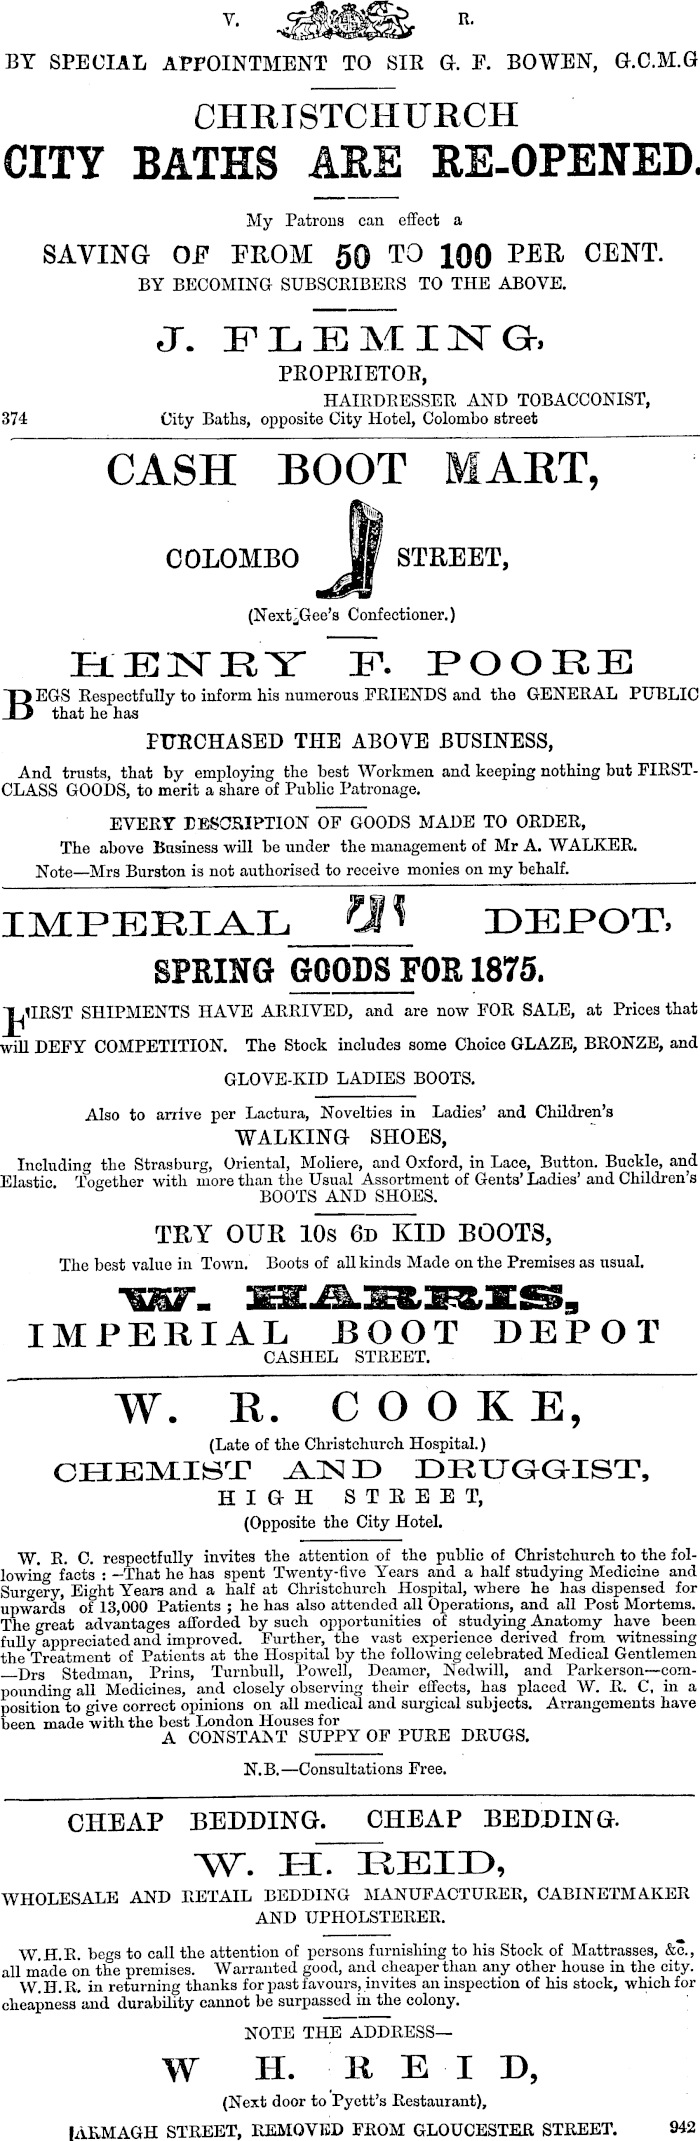 V. R.
BY SPECIAL APPOINTMENT TO SIR G. F. BOWEN, G.C.M.G
CHRISTCHURCH
CITY BATHS ARE RE-OPENED.
My Patrons can effect a
SAVING OF FROM 50 TO 100 PER CENT.
BY BECOMING SUBSCRIBERS TO THE ABOVE.
J. FLEMING,
PROPRIETOR,
HAIRDRESSER AND TOBACCONIST,
374 City Baths, opposite City Hotel, Colombo street
CASH BOOT MART,
COLOMBO STREET,
(Next Gee's Confectioner.)
HENRY F. POORE
BEGS Respectfully to inform his numerous FRIENDS and the GENERAL PUBLIC
that he has
PURCHASED THE ABOVE BUSINESS,
And trusts, that by employing the best Workmen and keeping nothing but FIRST-
CLASS GOODS, to merit a share of Public Patronage.
EVERY DESCRIPTION OF GOODS MADE TO ORDER,
The above Business will be under the management of Mr A. WALKER.
Note—Mrs Burston is not authorised to receive monies on my behalf.
IMPERIAL DEPOT,
SPRING GOODS FOR 1875.
FIRST SHIPMENTS HAVE ARRIVED, and are now FOR SALE, at Prices that
will DEFY COMPETITION. The Stock includes some Choice GLAZE, BRONZE, and
GLOVE-KID LADIES BOOTS.
Also to arrive per Lactura, Novelties in Ladies' and Children's
WALKING SHOES,
Including the Strasburg, Oriental, Moliere, and Oxford, in Lace, Button. Buckle, and
Elastic. Together with more than the Usual Assortment of Gents' Ladies' and Children's
BOOTS AND SHOES.
TRY OUR 10s 6D KID BOOTS,
The best value in Town. Boots of all kinds Made on the Premises as usual.
W. HARRIS,
IMPERIAL BOOT DEPOT
CASHEL STREET.
W. R. COOKE,
(Late of the Christchurch Hospital.)
CHEMIST AND DRUGGIST,
HIGH STREET,
(Opposite the City Hotel.
W. R. C. respectfully invites the attention of the public of Christchurch to the fol-
lowing facts : —That he has spent Twenty-five Years and a half studying Medicine and
Surgery, Eight Years and a half at Christchurch Hospital, where he has dispensed for
upwards of 13,000 Patients ; he has also attended all Operations, and all Post Mortems.
The great advantages afforded by such opportunities of studying Anatomy have been
fully appreciated and improved. Further, the vast experience derived from witnessing
the Treatment of Patients at the Hospital by the following celebrated Medical Gentlemen
—Drs Stedman, Prins, Turnbull, Powell, Deamer, Nedwill, and Parkerson—com-
pounding all Medicines, and closely observing their effects, has placed W. R. C, in a
position to give correct opinions on all medical and surgical subjects. Arrangements have
been made with the best London Houses for
A CONSTANT SUPPY OF PURE DRUGS.
N.B.—Consultations Free.
CHEAP BEDDING. CHEAP BEDDING.
W. H. REID,
WHOLESALE AND RETAIL BEDDING MANUFACTURER, CABINETMAKER
AND UPHOLSTERER.
W.H.R. begs to call the attention of persons furnishing to his Stock of Mattrasses, &c.,
all made on the premises. Warranted good, and cheaper than any other house in the city.
W.H.R. in returning thanks for past favours, invites an inspection of his stock, which for
cheapness and durability cannot be surpassed in the colony.
NOTE THE ADDRESS—
W H. REID,
(Next door to Pyett's Restaurant),
ARMAGH STREET, REMOVED FROM GLOUCESTER STREET. 942